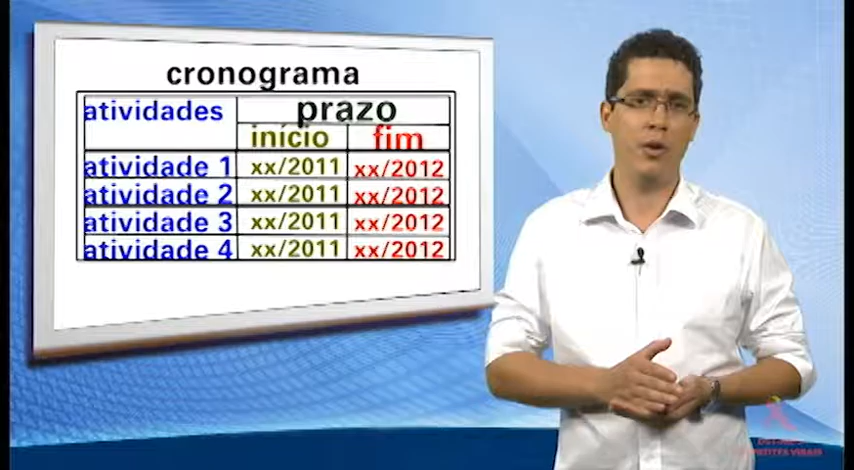 cronograma
atividades prazo
início fim
atividade 1 xx/2011 xx/2012
atividade 2 xx/2011 xx/2012
atividade 3 xx/2011 xx/2012
atividade 4 xx/2011 xx/2012